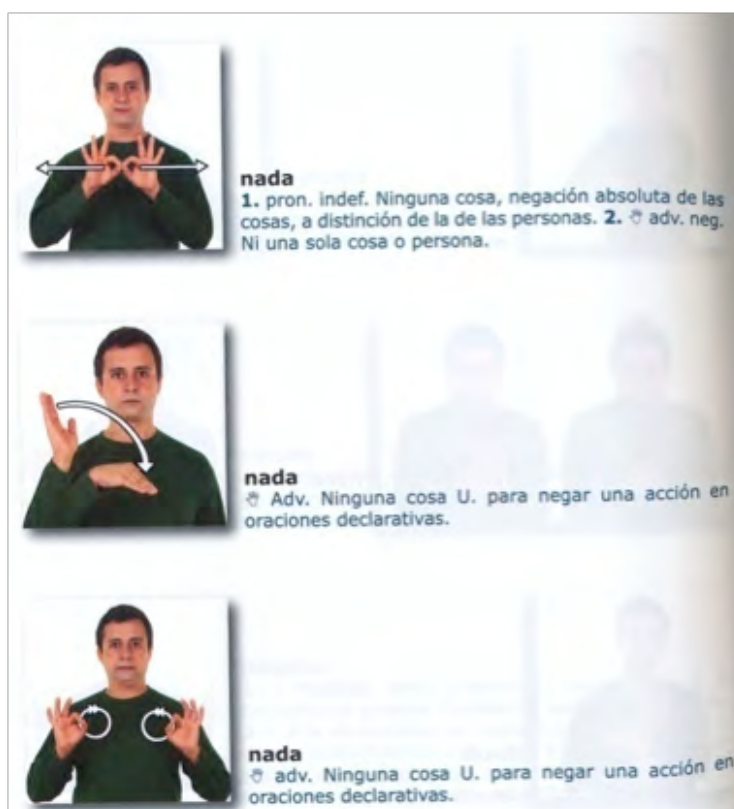 nada
1. pron. indef. Ninguna cosa, negación absoluta de las
cosas, a distinción de la de las personas. 2. adv. neg.
Ni una sola cosa o persona.
nada
Adv. Ninguna cosa U. para negar una acción en
oraciones declarativas.
nada
adv. Ninguna cosa U. para negar una acción en
oraciones declarativas.